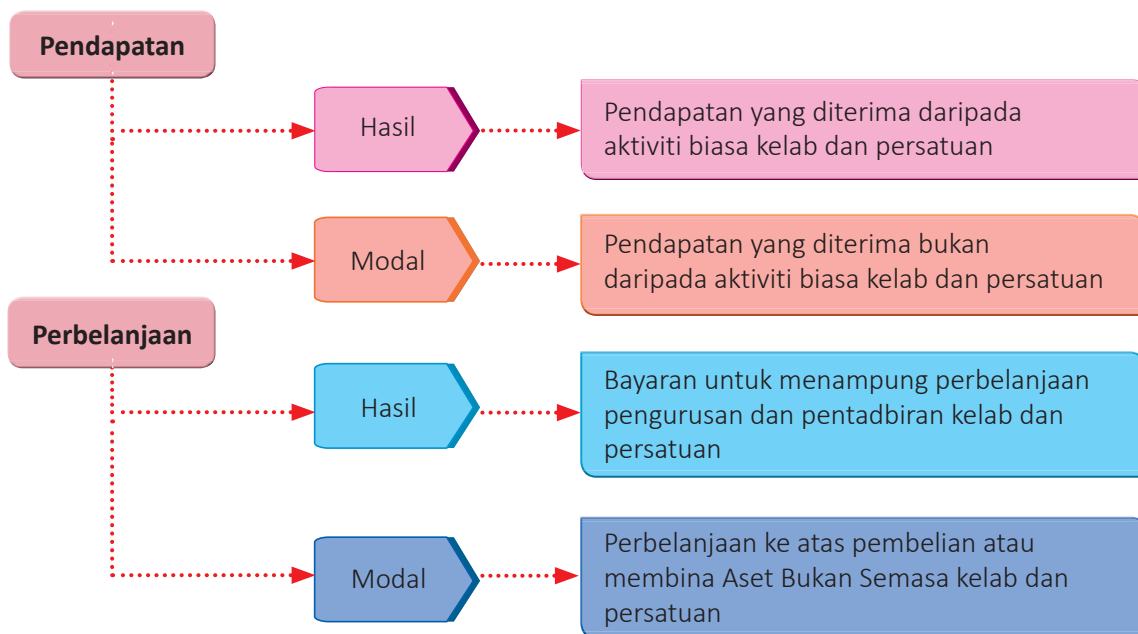 Pendapatan
Hasil
Pendapatan yang diterima daripada
aktiviti biasa kelab dan persatuan
Modal
Pendapatan yang diterima bukan
daripada aktiviti biasa kelab dan persatuan
Perbelanjaan
Hasil
Bayaran untuk menampung perbelanjaan
pengurusan dan pentadbiran kelab dan
persatuan
Modal
Perbelanjaan ke atas pembelian atau
membina Aset Bukan Semasa kelab dan
persatuan